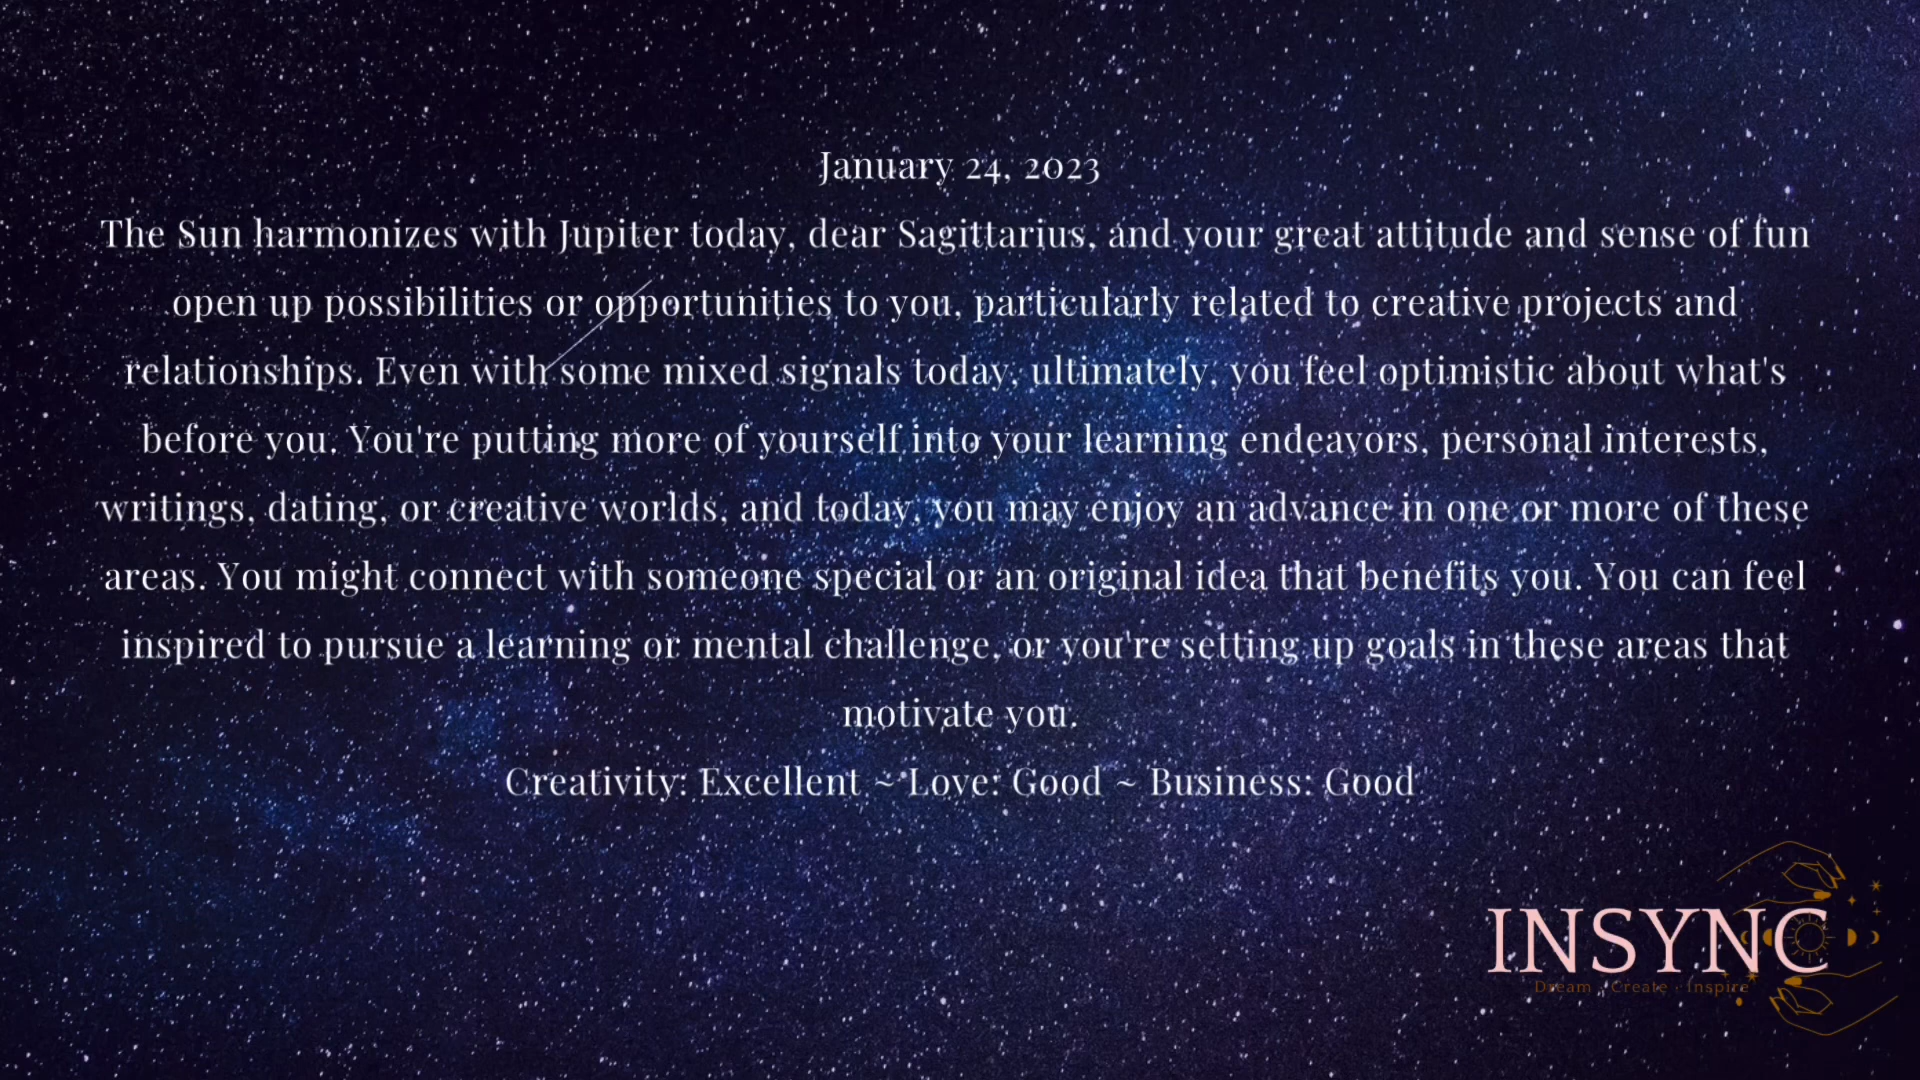 January 24, 2023
The Sun harmonizes with Jupiter today, dear Sagittarius, and your great attitude and sense of fun
open up possibilities or opportunities to you, particularly related to creative projects and
relationships. Even with some mixed signals today, ultimately, you feel optimistic about what's
before you. You're putting more of yourself into your learning endeavors, personal interests,
writings, dating, or creative worlds, and today, you may enjoy an advance in one or more of these
areas. You might connect with someone special or an original idea that benefits you. You can feel
inspired to pursue a learning or mental challenge, or you're setting up goals in these areas that
motivate you.
Creativity: Excellent ~ Love: Good ~ Business: Good
INSYNC
Dream · Create · Inspire